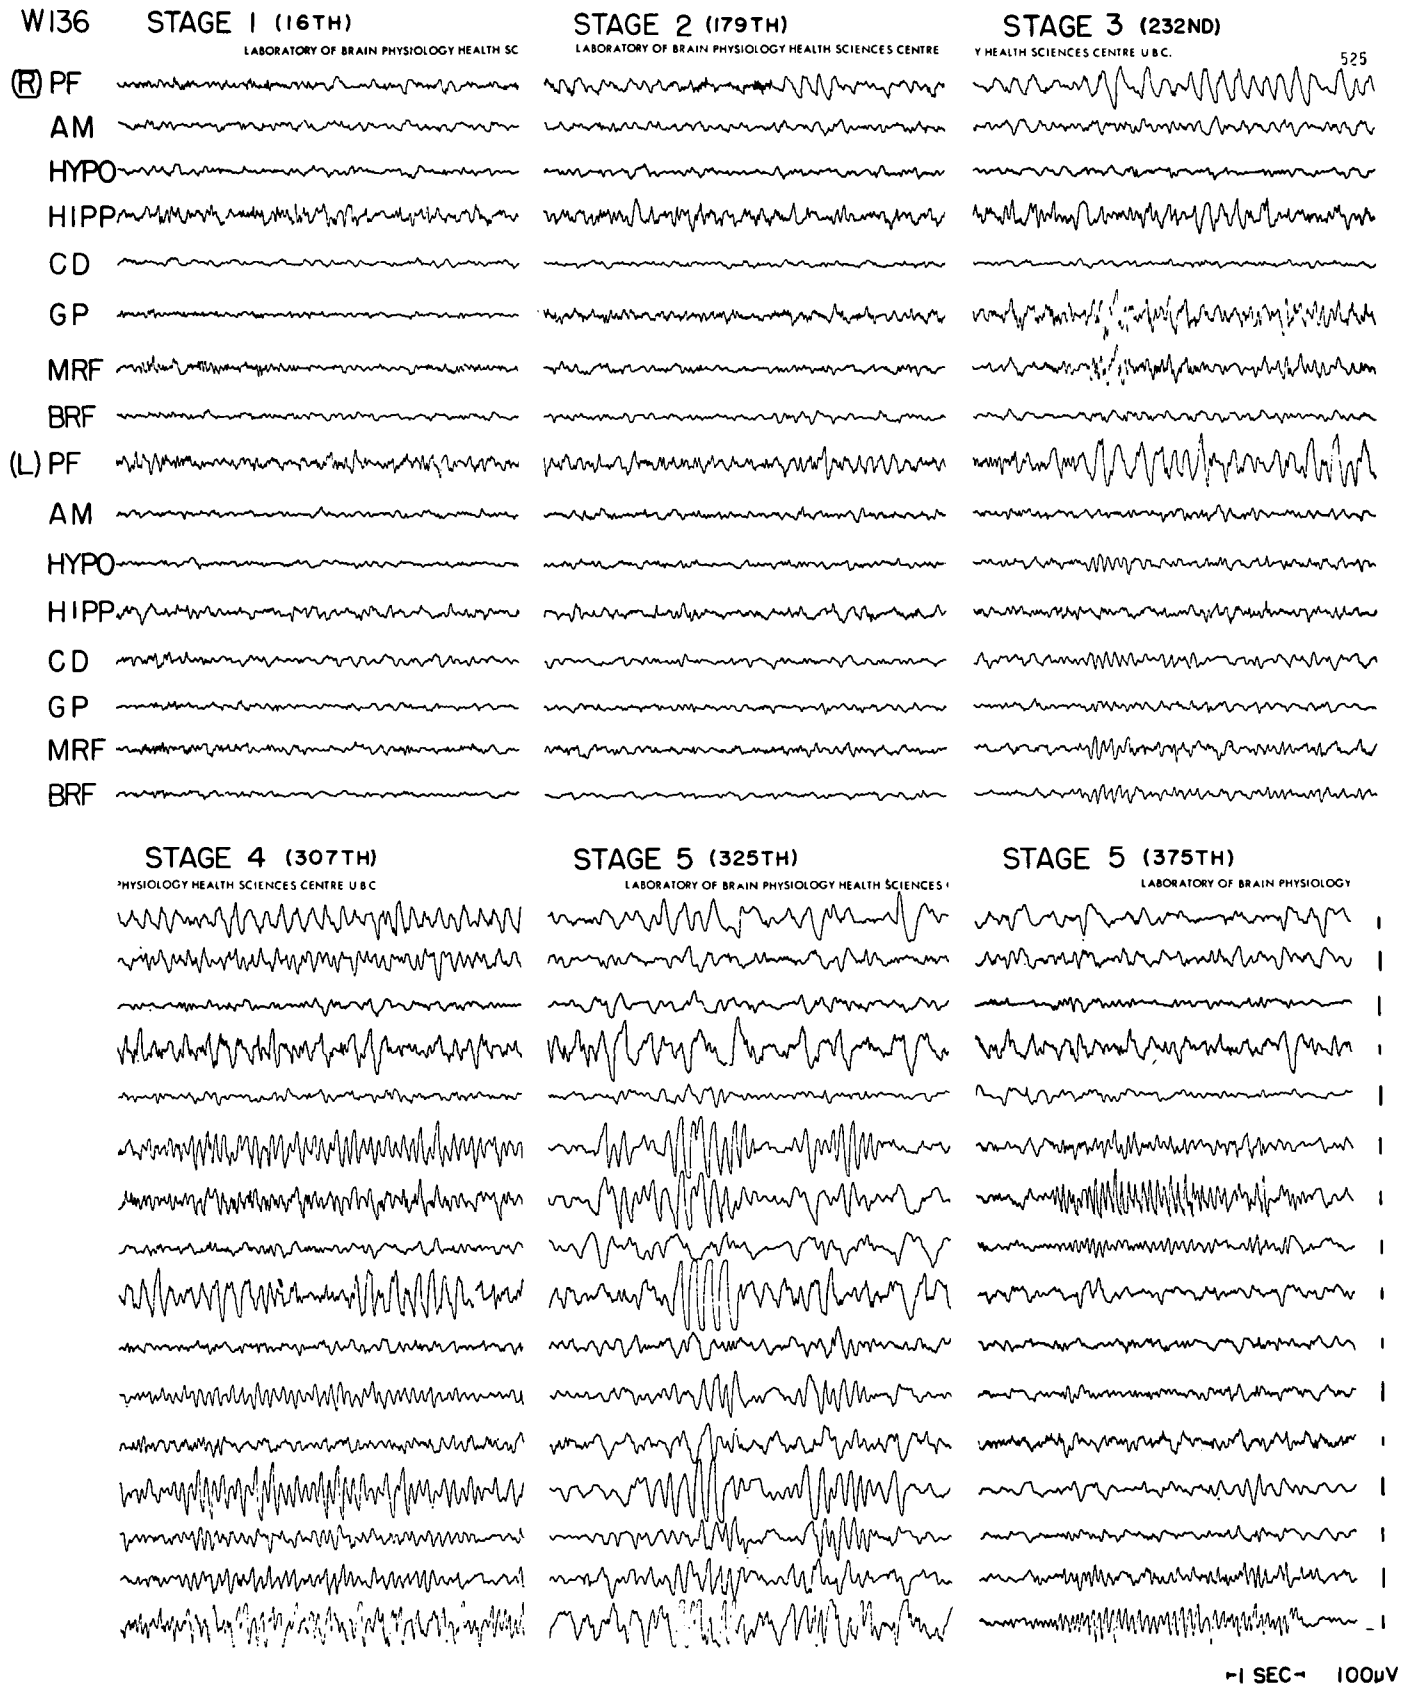 W136 STAGE 1 (16TH) STAGE 2 (179TH) STAGE 3 (232ND)
LABORATORY OF BRAIN PHYSIOLOGY HEALTH SC LABORATORY OF BRAIN PHYSIOLOGY HEALTH SCIENCES CENTRE Y HEALTH SCIENCES CENTRE U B C.
525
(R) PF
AM
HYPO
HIPP
CD
GP
MRF
BRF
(L) PF
AM
HYPO
HIPP
CD
GP
MRF
BRF
STAGE 4 (307TH) STAGE 5 (325TH) STAGE 5 (375TH)
PHYSIOLOGY HEALTH SCIENCES CENTRE U B C LABORATORY OF BRAIN PHYSIOLOGY HEALTH SCIENCES LABORATORY OF BRAIN PHYSIOLOGY
1 SEC 100µV